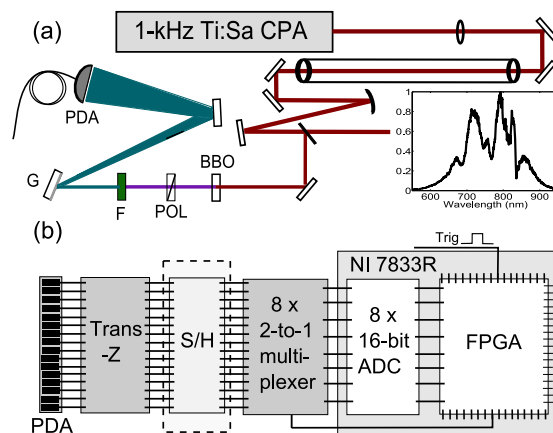 (a)
1-kHz Ti:Sa CPA
PDA
G
F
POL
BBO
1
0.8
0.6
0.4
0.2
0
600
700
800
900
Wavelength (nm)
(b)
Trig
NI 7833R
Trans
-Z
S/H
8 x
2-to-1
multi-
plexer
8 x
16-bit
ADC
FPGA
PDA